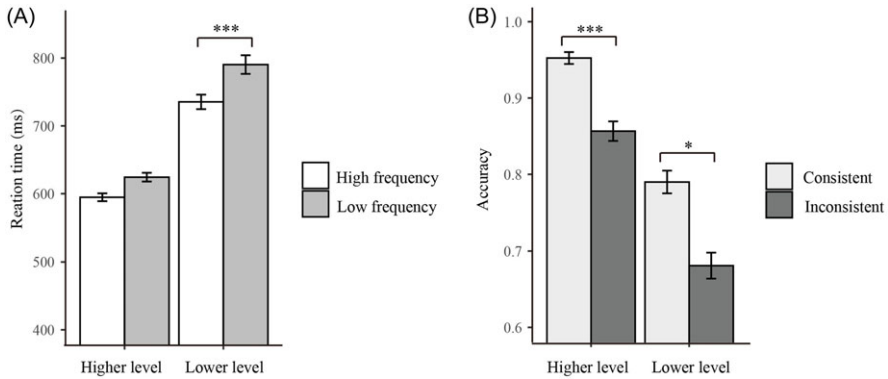 (A)
***
800
700
600
500
400
Reation time (ms)
Higher level
Lower level
High frequency
Low frequency
(B)
1.0
0.9
0.8
0.7
0.6
Accuracy
***
*
Higher level
Lower level
Consistent
Inconsistent